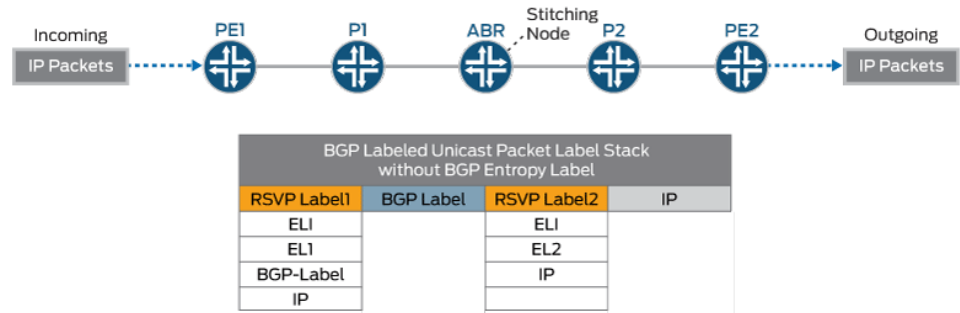 Incoming
IP Packets
PE1
P1
ABR
Stitching
Node
P2
PE2
Outgoing
IP Packets
BGP Labeled Unicast Packet Label Stack
without BGP Entropy Label
RSVP Label1 BGP Label RSVP Label2 IP
ELI ELI
EL1 EL2
BGP-Label IP
IP